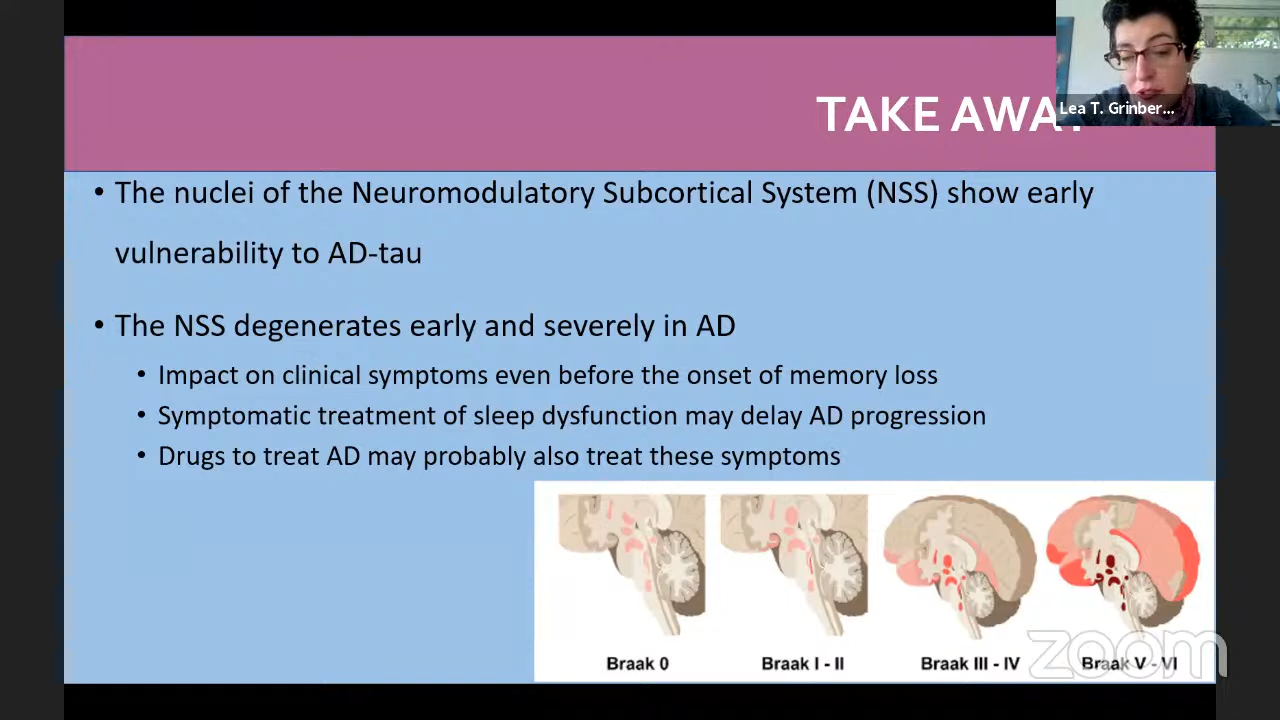 TAKE AWAY
Lea T. Grinber...
• The nuclei of the Neuromodulatory Subcortical System (NSS) show early
vulnerability to AD-tau
• The NSS degenerates early and severely in AD
• Impact on clinical symptoms even before the onset of memory loss
• Symptomatic treatment of sleep dysfunction may delay AD progression
• Drugs to treat AD may probably also treat these symptoms
Braak 0
Braak I - II
Braak III - IV
Braak V - VI
zoom